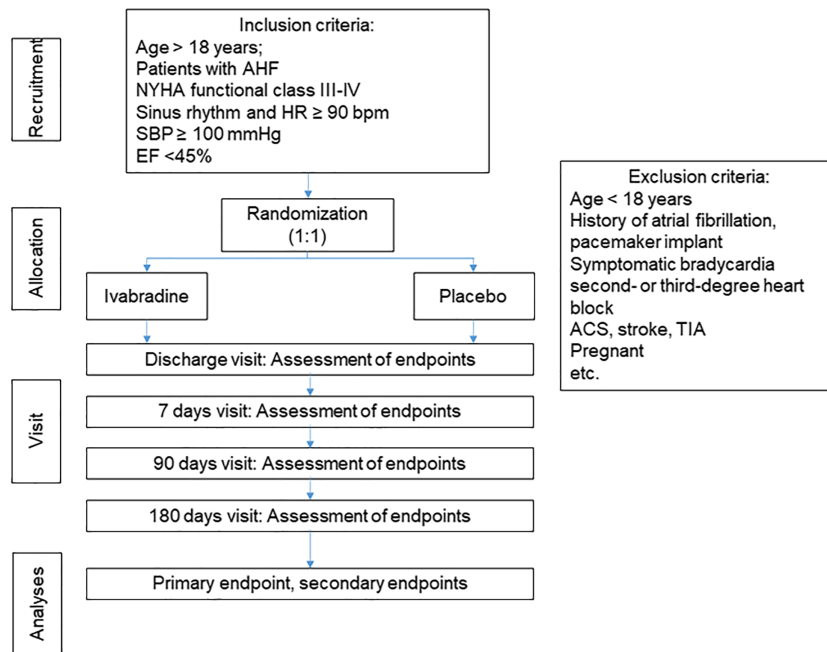 Recruitment
Inclusion criteria:
Age > 18 years;
Patients with AHF
NYHA functional class III-IV
Sinus rhythm and HR ≥ 90 bpm
SBP ≥ 100 mmHg
EF <45%
Exclusion criteria:
Age < 18 years
History of atrial fibrillation,
pacemaker implant
Symptomatic bradycardia
second- or third-degree heart
block
ACS, stroke, TIA
Pregnant
etc.
Allocation
Randomization
(1:1)
Ivabradine
Placebo
Visit
Discharge visit: Assessment of endpoints
7 days visit: Assessment of endpoints
90 days visit: Assessment of endpoints
180 days visit: Assessment of endpoints
Analyses
Primary endpoint, secondary endpoints